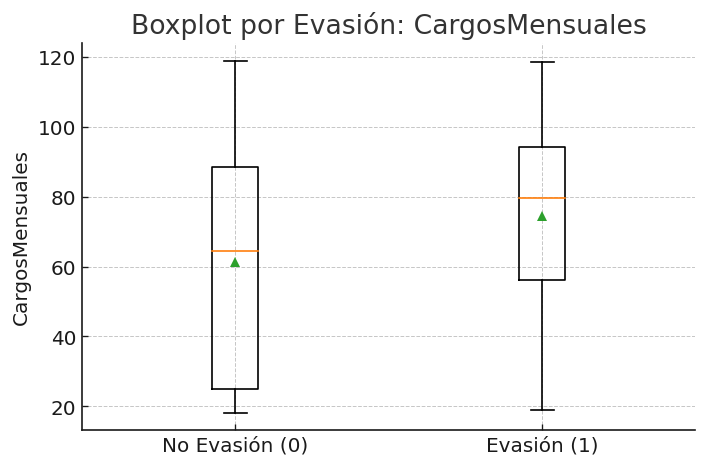 Boxplot por Evasión: CargosMensuales
120
100
80
60
40
20
CargosMensuales
No Evasión (0)
Evasión (1)